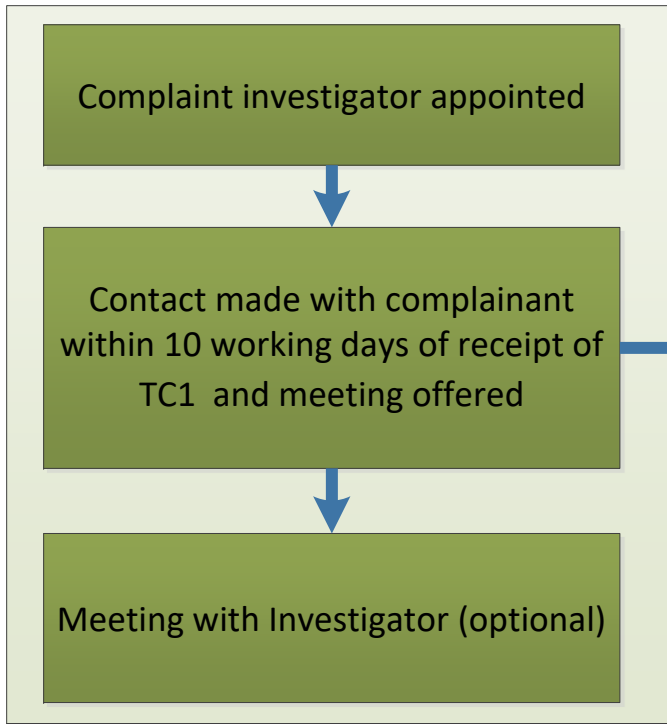 Complaint investigator appointed
Contact made with complainant
within 10 working days of receipt of
TC1  and meeting offered
Meeting with Investigator (optional)